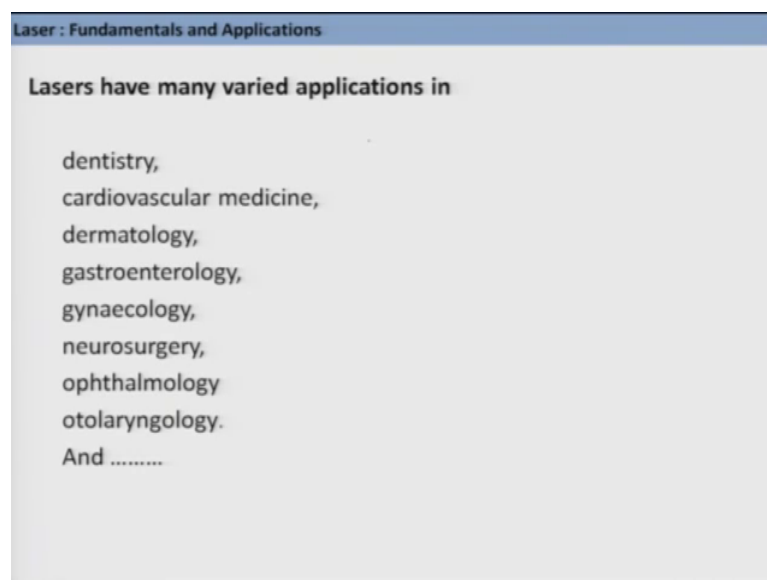 Laser : Fundamentals and Applications
Lasers have many varied applications in
dentistry,
cardiovascular medicine,
dermatology,
gastroenterology,
gynaecology,
neurosurgery,
ophthalmology
otolaryngology.
And .........